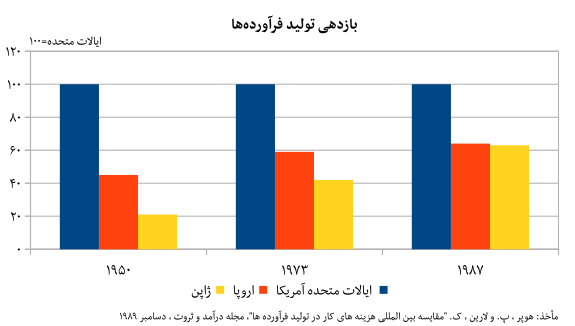 بازدهی تولید فرآورده‌ها
ایالات متحده=۱۰۰
۱۲۰
۱۰۰
۸۰
۶۰
۴۰
۲۰
۰
۱۹۵۰ ۱۹۷۳ ۱۹۸۷
ایالات متحده آمریکا اروپا ژاپن
مأخذ: هوپر، پ. و لارین ، ک. "مقایسه بین المللی هزینه های کار در تولید فرآورده ها"، مجله درآمد و ثروت ، دسامبر ۱۹۸۹